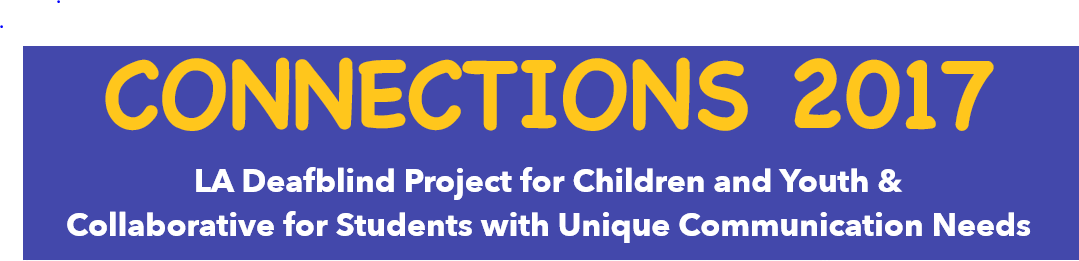 CONNECTIONS 2017
LA Deafblind Project for Children and Youth &
Collaborative for Students with Unique Communication Needs